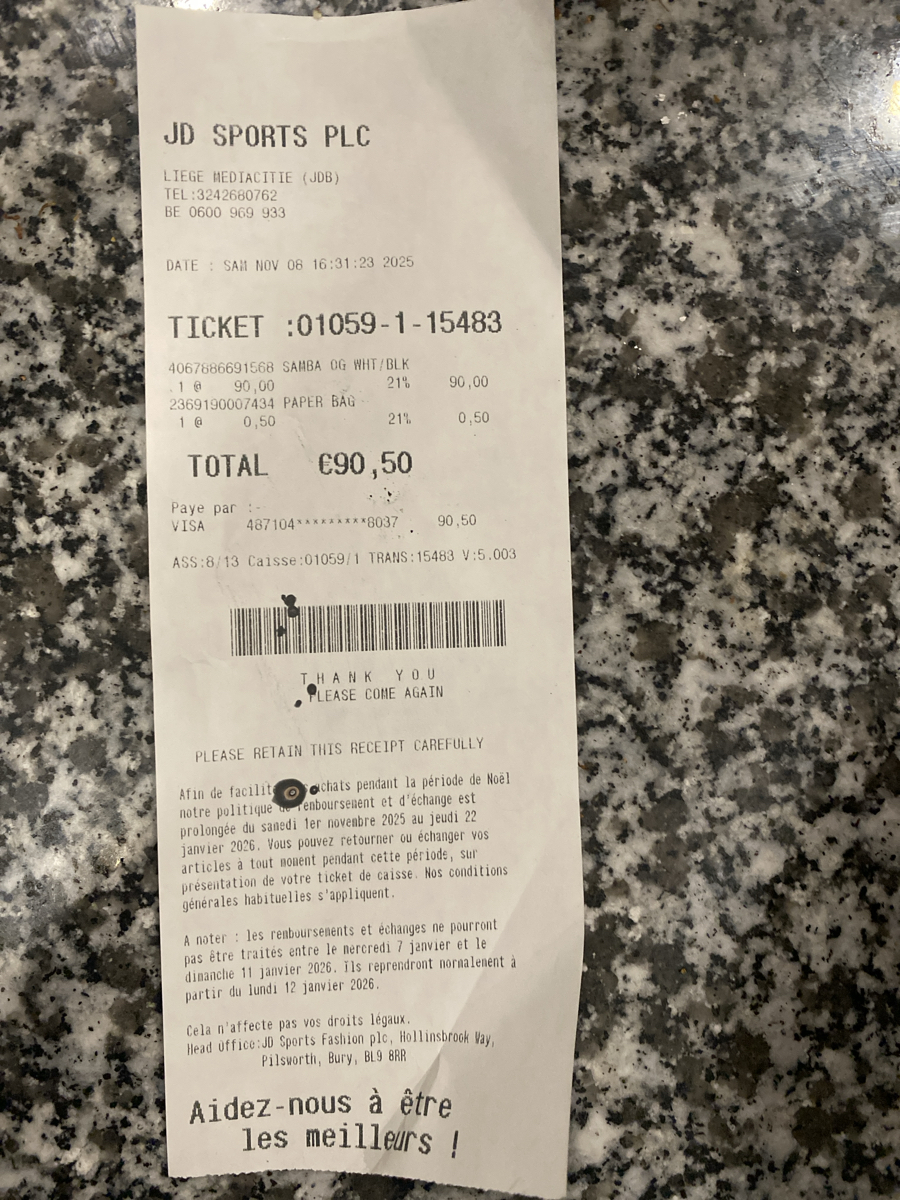 JD SPORTS PLC
LIEGE MEDIACITIE (JDB)
TEL:3242680762
BE 0600 969 933
DATE : SAM NOV 08 16:31:23 2025
TICKET :01059-1-15483
4067886691568 SAMBA OG WHT/BLK
1 @ 90,00 21% 90,00
2369190007434 PAPER BAG
1 @ 0,50 21% 0,50
TOTAL €90,50
Paye par :-
VISA 487104*********8037 90,50
ASS:8/13 Caisse:01059/1 TRANS:15483 V:5.003
THANK YOU
PLEASE COME AGAIN
PLEASE RETAIN THIS RECEIPT CAREFULLY
Afin de pendant la période de Noël
notre politique enboursement et d'échange est
prolongée du samedi 1er novembre 2025 au jeudi 22
janvier 2026. Vous pouvez retourner ou échanger vos
articles à tout moment pendant cette période, sur
présentation de votre ticket de caisse. Nos conditions
générales habituelles s'appliquent.
A noter : les remboursements et échanges ne pourront
pas être traités entre le mercredi 7 janvier et le
dimanche 11 janvier 2026. Ils reprendront normalement à
partir du lundi 12 janvier 2026.
Cela n'affecte pas vos droits légaux.
Head Office:JD Sports Fashion plc, Hollinsbrook Way,
Pilsworth, Bury, BL9 8RR
Aidez-nous à être
les meilleurs !